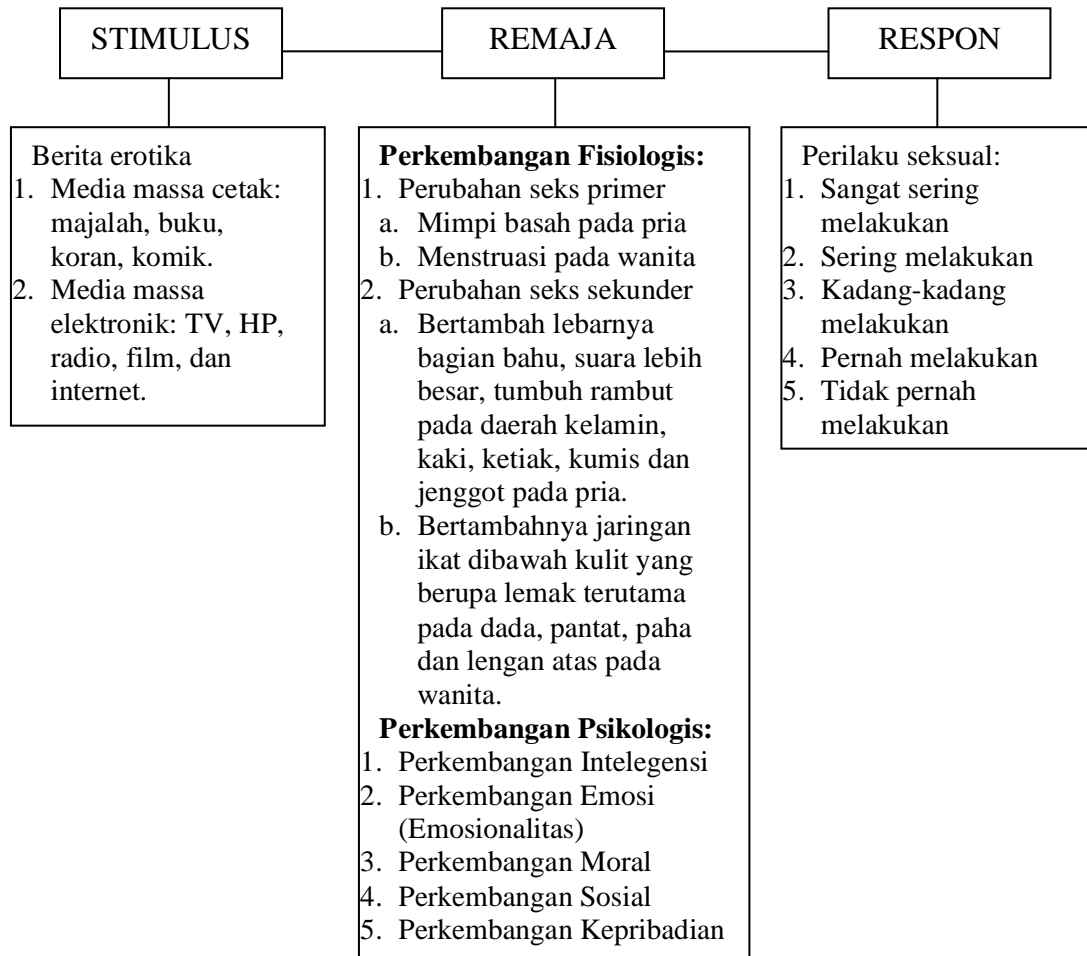 STIMULUS
REMAJA
RESPON
Berita erotika
1. Media massa cetak:
majalah, buku,
koran, komik.
2. Media massa
elektronik: TV, HP,
radio, film, dan
internet.
Perkembangan Fisiologis:
1. Perubahan seks primer
a. Mimpi basah pada pria
b. Menstruasi pada wanita
2. Perubahan seks sekunder
a. Bertambah lebarnya
bagian bahu, suara lebih
besar, tumbuh rambut
pada daerah kelamin,
kaki, ketiak, kumis dan
jenggot pada pria.
b. Bertambahnya jaringan
ikat dibawah kulit yang
berupa lemak terutama
pada dada, pantat, paha
dan lengan atas pada
wanita.
Perkembangan Psikologis:
1. Perkembangan Intelegensi
2. Perkembangan Emosi
(Emosionalitas)
3. Perkembangan Moral
4. Perkembangan Sosial
5. Perkembangan Kepribadian
Perilaku seksual:
1. Sangat sering
melakukan
2. Sering melakukan
3. Kadang-kadang
melakukan
4. Pernah melakukan
5. Tidak pernah
melakukan